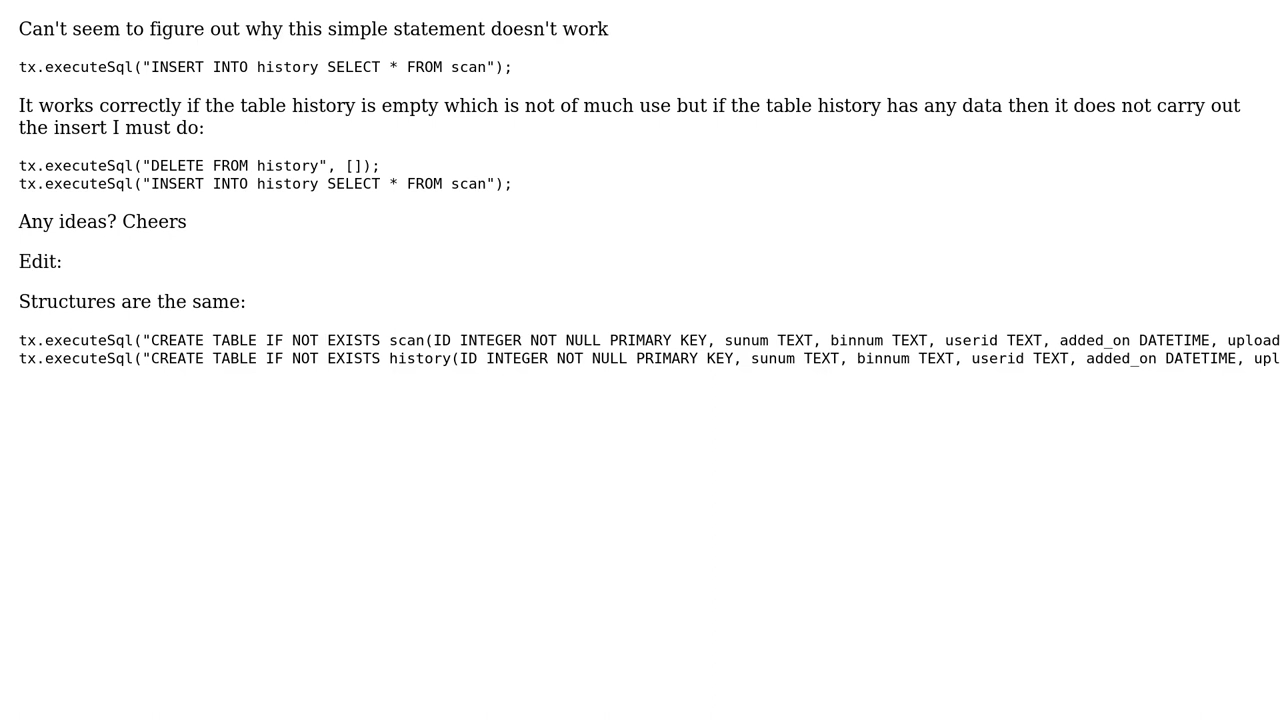 Can't seem to figure out why this simple statement doesn't work
tx.executeSql("INSERT INTO history SELECT * FROM scan");
It works correctly if the table history is empty which is not of much use but if the table history has any data then it does not carry out
the insert I must do:
tx.executeSql("DELETE FROM history", []);
tx.executeSql("INSERT INTO history SELECT * FROM scan");
Any ideas? Cheers
Edit:
Structures are the same:
tx.executeSql("CREATE TABLE IF NOT EXISTS scan(ID INTEGER NOT NULL PRIMARY KEY, sunum TEXT, binnum TEXT, userid TEXT, added_on DATETIME, upload
tx.executeSql("CREATE TABLE IF NOT EXISTS history(ID INTEGER NOT NULL PRIMARY KEY, sunum TEXT, binnum TEXT, userid TEXT, added_on DATETIME, upl